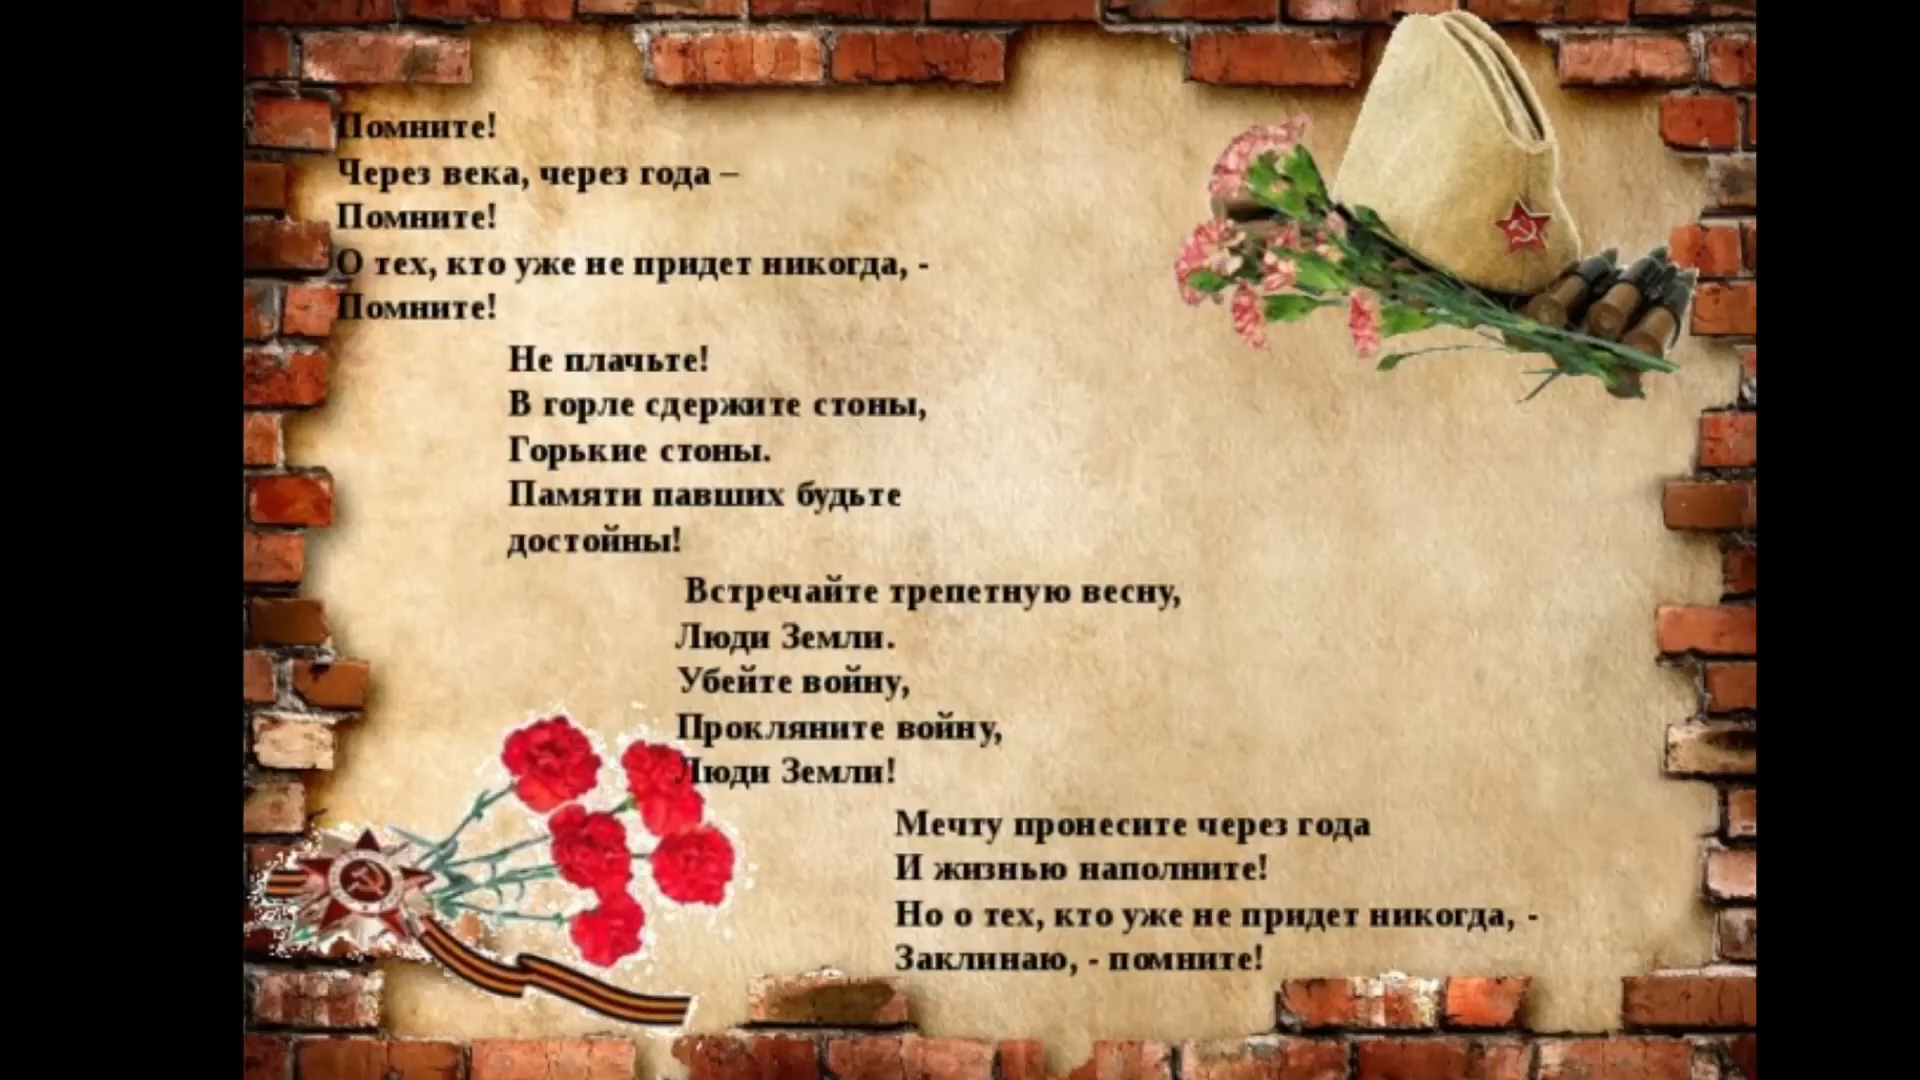 Помните!
Через века, через года –
Помните!
О тех, кто уже не придет никогда, -
Помните!
Не плачьте!
В горле сдержите стоны,
Горькие стоны.
Памяти павших будьте
достойны!
Встречайте трепетную весну,
Люди Земли.
Убейте войну,
Прокляните войну,
Люди Земли!
Мечту пронесите через года
И жизнью наполните!
Но о тех, кто уже не придет никогда, -
Заклинаю, - помните!